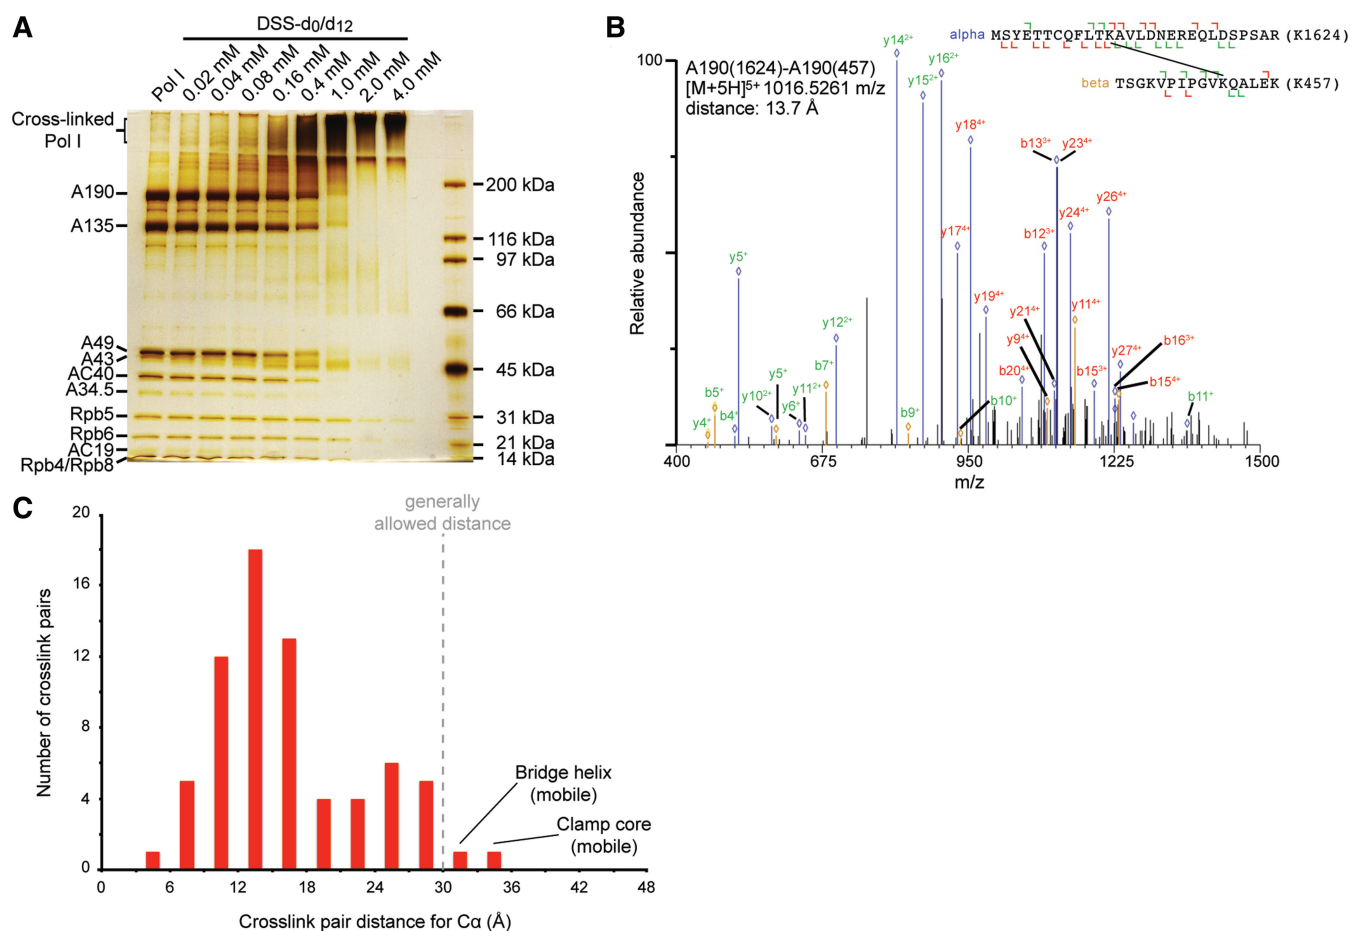 A
DSS-d0/d12
Pol I
0.02 mM
0.04 mM
0.08 mM
0.16 mM
0.4 mM
1.0 mM
2.0 mM
4.0 mM
Cross-linked
Pol I
A190
A135
A49
A43
AC40
A34.5
Rpb5
Rpb6
AC19
Rpb4/Rpb8
200 kDa
116 kDa
97 kDa
66 kDa
45 kDa
31 kDa
21 kDa
14 kDa
B
alpha MSYETTCQFLTKAVLDNEREQLDSPSAR (K1624)
beta TSGKVPIPGVKQALEK (K457)
A190(1624)-A190(457)
[M+5H]5+ 1016.5261 m/z
distance: 13.7 Å
100
Relative abundance
y14²⁺
y16²⁺
y15²⁺
y18⁴⁺
b13³⁺
y23⁴⁺
y26⁴⁺
y24⁴⁺
y17⁴⁺
b12³⁺
y5⁺
y19⁴⁺
y21⁴⁺
y11⁴⁺
y12²⁺
y9⁴⁺
y27⁴⁺
b16³⁺
b20⁴⁺
b15³⁺
b15⁴⁺
b7⁺
y5⁺
b5⁺
y10²⁺
y11²⁺
y6⁺
b4⁺
y4⁺
b9⁺
b10⁺
b11⁺
400
675
950
1225
1500
m/z
C
generally
allowed distance
Number of crosslink pairs
20
16
12
8
4
0
Bridge helix
(mobile)
Clamp core
(mobile)
0
6
12
18
24
30
36
42
48
Crosslink pair distance for Cα (Å)